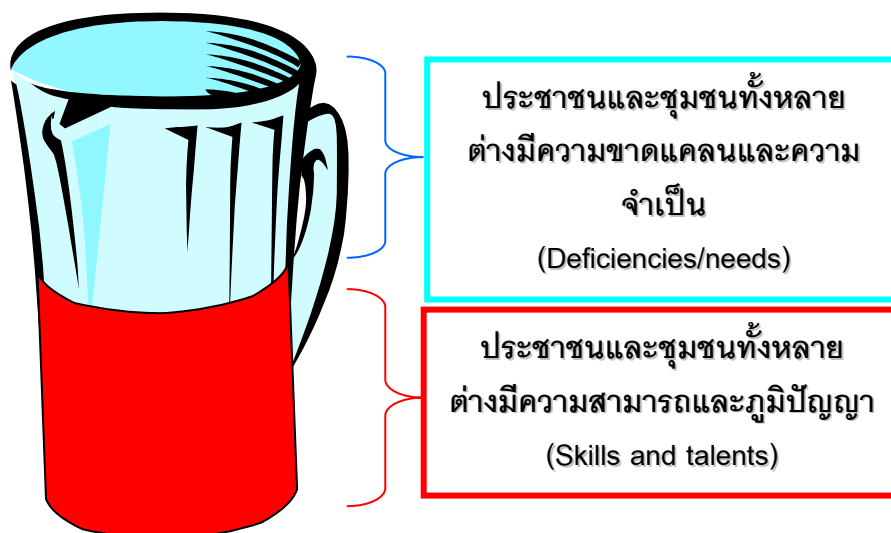 ประชาชนและชุมชนทั้งหลาย
ต่างมีความขาดแคลนและความ
จำเป็น
(Deficiencies/needs)
ประชาชนและชุมชนทั้งหลาย
ต่างมีความสามารถและภูมิปัญญา
(Skills and talents)